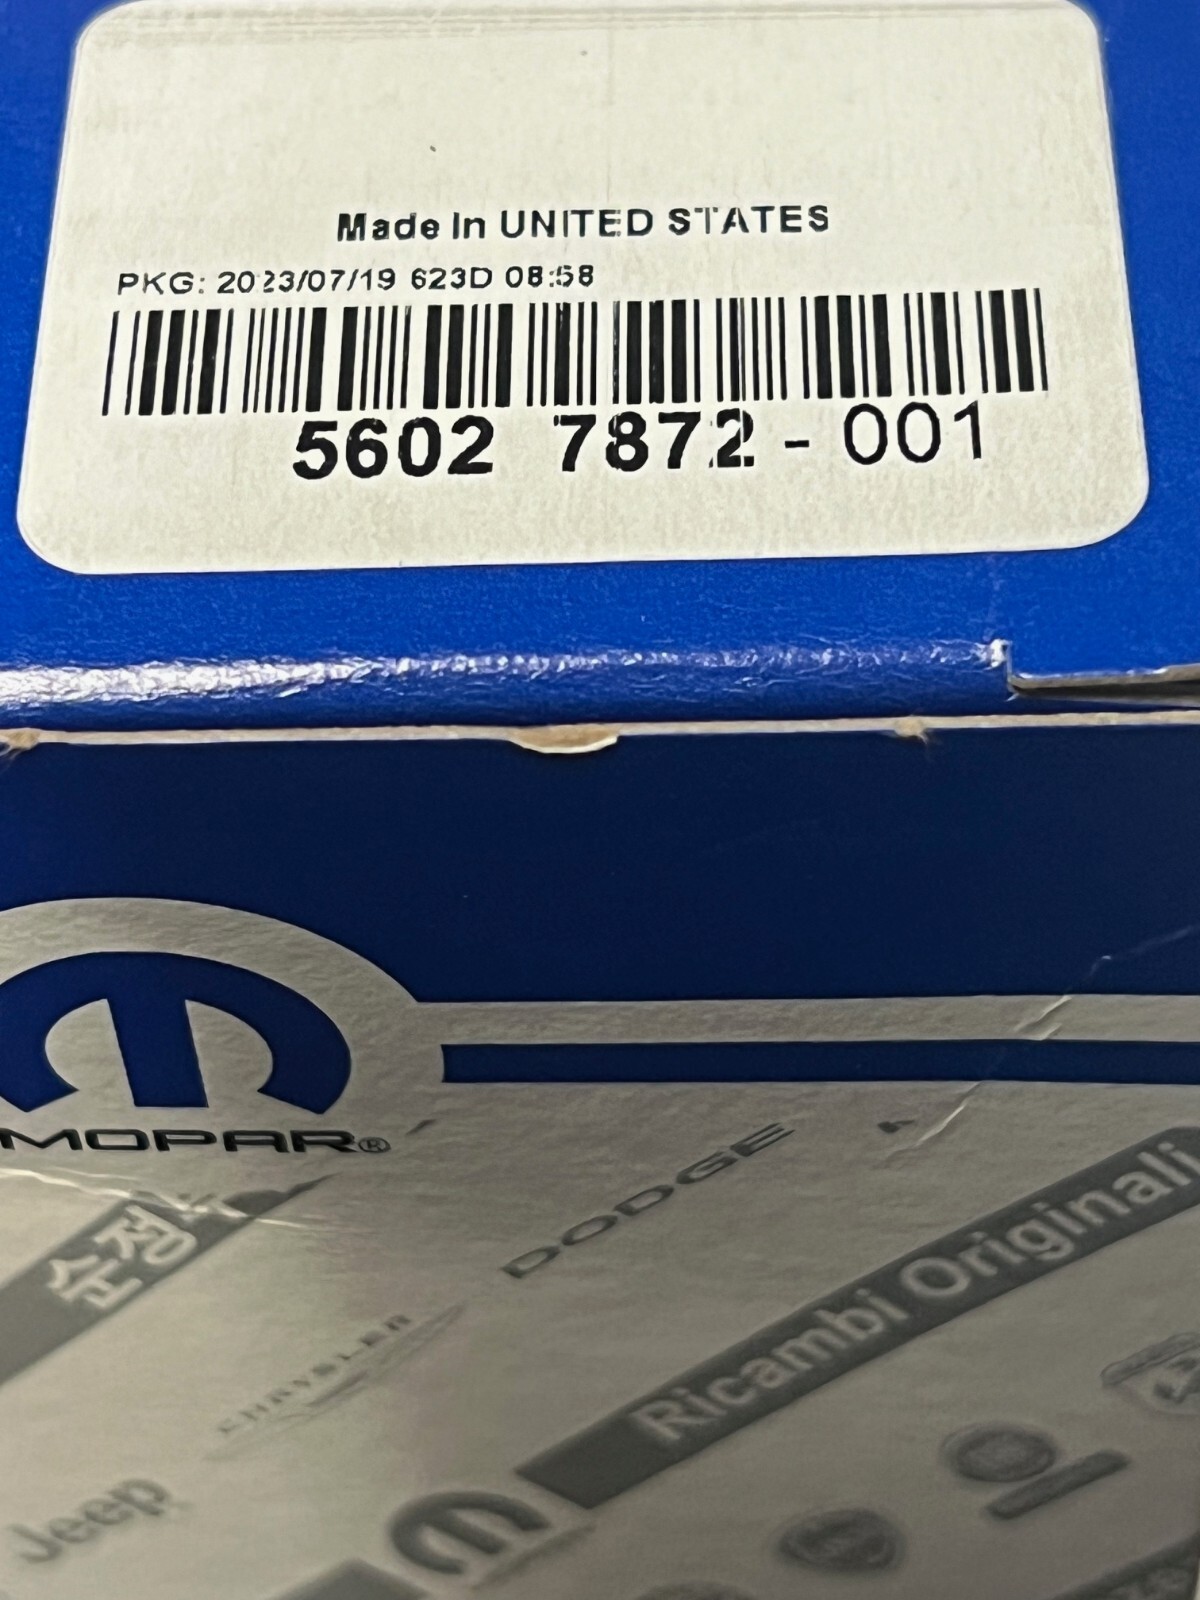 Made In UNITED STATES
PKG: 2023/07/19 623D 08:58
5602 7872 - 001
MOPAR®
DODGE
순정
Ricambi Originali
CHRYSLER
Jeep